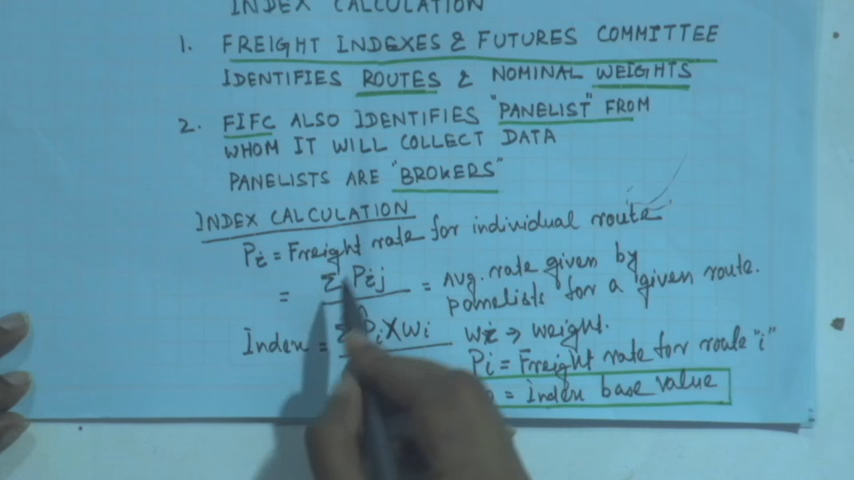 INDEX CALCULATION
1. FREIGHT INDEXES & FUTURES COMMITTEE
IDENTIFIES ROUTES & NOMINAL WEIGHTS
2. FIFC ALSO IDENTIFIES "PANELIST" FROM
WHOM IT WILL COLLECT DATA
PANELISTS ARE "BROKERS"
INDEX CALCULATION
Pi = Freight rate for individual route "i"
= Σ Pij = Avg. rate given by
panelists for a given route.
Index = Σ Pi X Wi Wi → weight.
Pi = Freight rate for route "i"
= Index base value